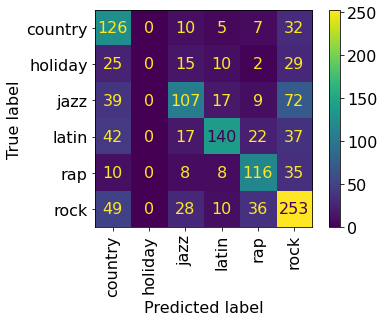 country 126 0 10 5 7 32
holiday 25 0 15 10 2 29
jazz 39 0 107 17 9 72
latin 42 0 17 140 22 37
rap 10 0 8 8 116 35
rock 49 0 28 10 36 253
True label
country holiday jazz latin rap rock
Predicted label
250
200
150
100
50
0